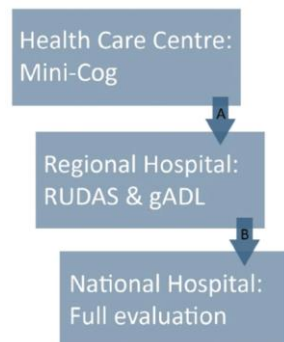 Health Care Centre:
Mini-Cog
A
Regional Hospital:
RUDAS & gADL
B
National Hospital:
Full evaluation